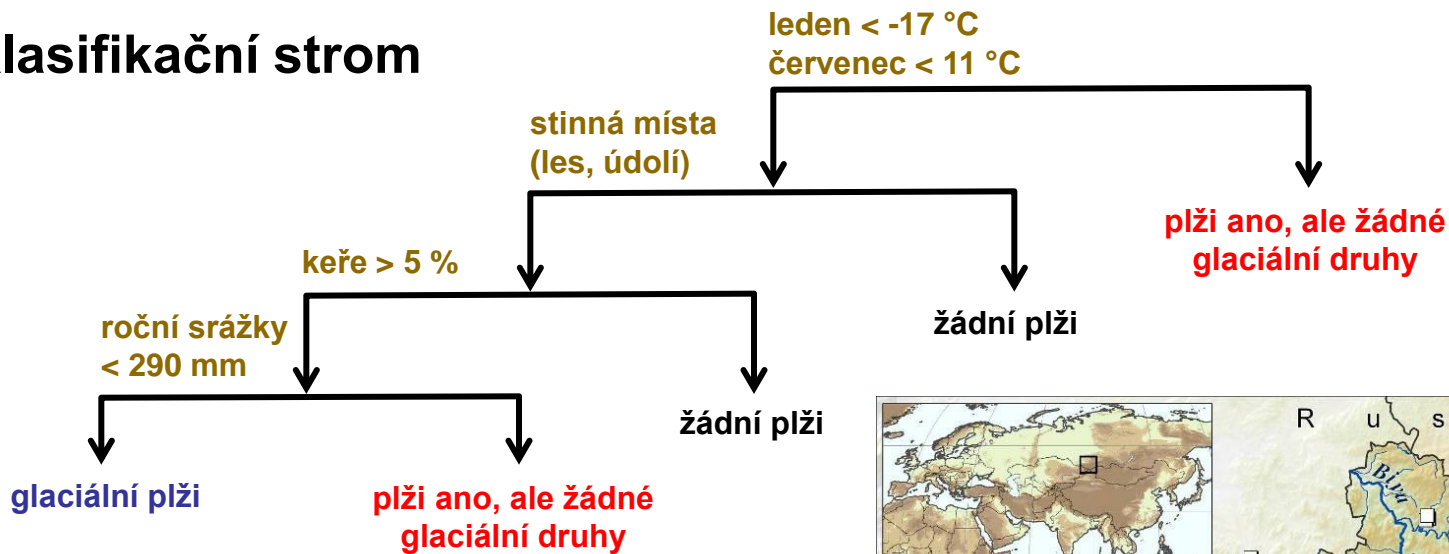 lasifikační strom
leden < -17 °C
červenec < 11 °C
stinná místa
(les, údolí)
plži ano, ale žádné
glaciální druhy
keře > 5 %
žádní plži
roční srážky
< 290 mm
žádní plži
glaciální plži
plži ano, ale žádné
glaciální druhy
R u s
Biya